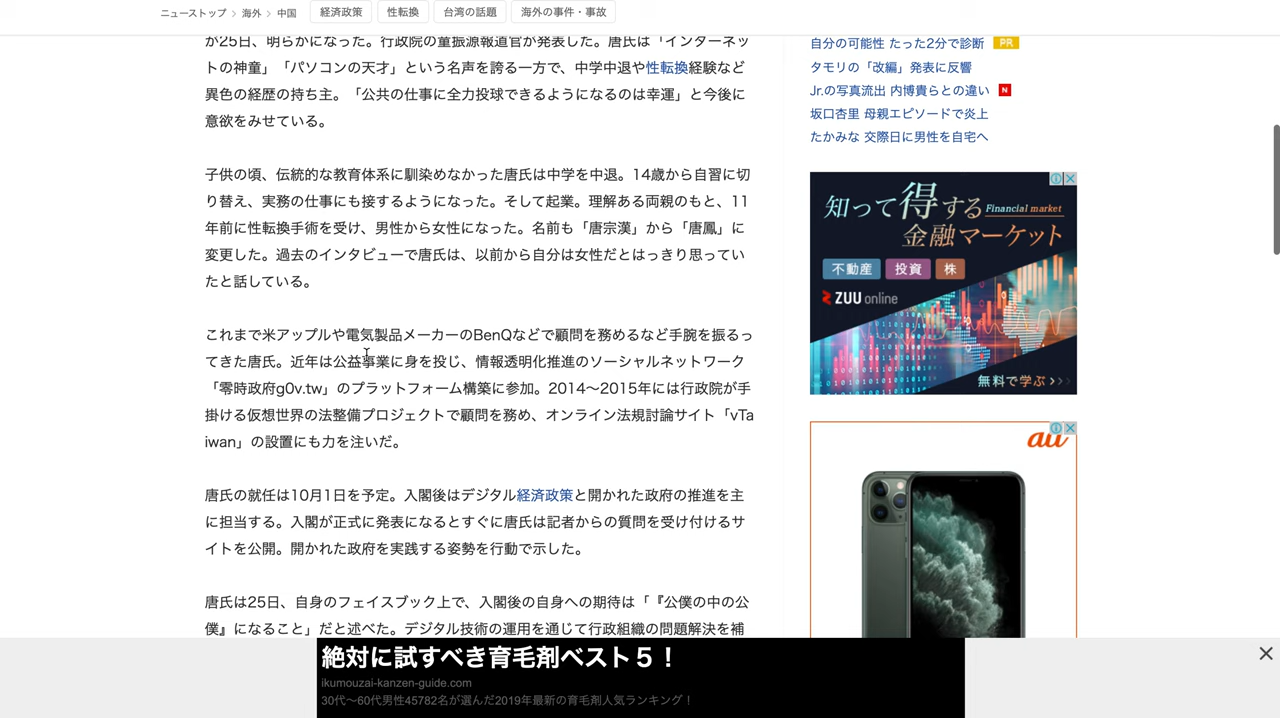 ニューストップ > 海外 > 中国 経済政策 性転換 台湾の話題 海外の事件・事故
が25日、明らかになった。行政院の童振源報道官が発表した。唐氏は「インターネッ
トの神童」「パソコンの天才」という名声を誇る一方で、中学中退や性転換経験など
異色の経歴の持ち主。「公共の仕事に全力投球できるようになるのは幸運」と今後に
意欲をみせている。
子供の頃、伝統的な教育体系に馴染めなかった唐氏は中学を中退。14歳から自習に切
り替え、実務の仕事にも接するようになった。そして起業。理解ある両親のもと、11
年前に性転換手術を受け、男性から女性になった。名前も「唐宗漢」から「唐鳳」に
変更した。過去のインタビューで唐氏は、以前から自分は女性だとはっきり思ってい
たと話している。
これまで米アップルや電気製品メーカーのBenQなどで顧問を務めるなど手腕を振るっ
てきた唐氏。近年は公益事業に身を投じ、情報透明化推進のソーシャルネットワーク
「零時政府g0v.tw」のプラットフォーム構築に参加。2014〜2015年には行政院が手
掛ける仮想世界の法整備プロジェクトで顧問を務め、オンライン法規討論サイト「vTa
iwan」の設置にも力を注いだ。
唐氏の就任は10月1日を予定。入閣後はデジタル経済政策と開かれた政府の推進を主
に担当する。入閣が正式に発表になるとすぐに唐氏は記者からの質問を受け付けるサ
イトを公開。開かれた政府を実践する姿勢を行動で示した。
唐氏は25日、自身のフェイスブック上で、入閣後の自身への期待は「『公僕の中の公
僕』になること」だと述べた。デジタル技術の運用を通じて行政組織の問題解決を補
自分の可能性 たった2分で診断 PR
タモリの「改編」発表に反響
Jr.の写真流出 内博貴らとの違い N
坂口杏里 母親エピソードで炎上
たかみな 交際日に男性を自宅へ
知って得する Financial market
金融マーケット
不動産 投資 株
ZUU online
無料で学ぶ >>>
au
絶対に試すべき育毛剤ベスト５！
ikumouzai-kanzen-guide.com
30代〜60代男性45782名が選んだ2019年最新の育毛剤人気ランキング！